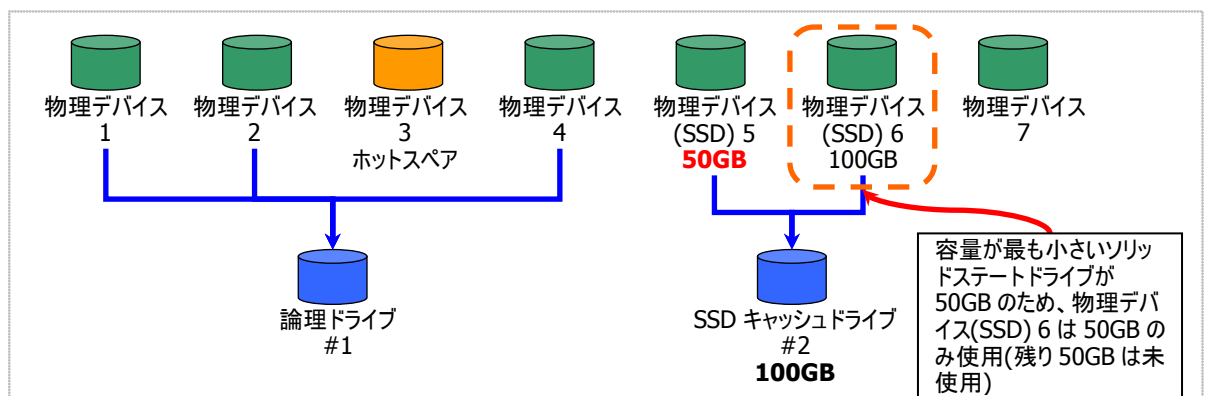 物理デバイス
1
物理デバイス
2
物理デバイス
3
ホットスペア
物理デバイス
4
物理デバイス
(SSD) 5
50GB
物理デバイス
(SSD) 6
100GB
物理デバイス
7
論理ドライブ
#1
SSD キャッシュドライブ
#2
100GB
容量が最も小さいソリッ
ドステートドライブが
50GB のため、物理デバ
イス(SSD) 6 は 50GB の
み使用(残り 50GB は未
使用)